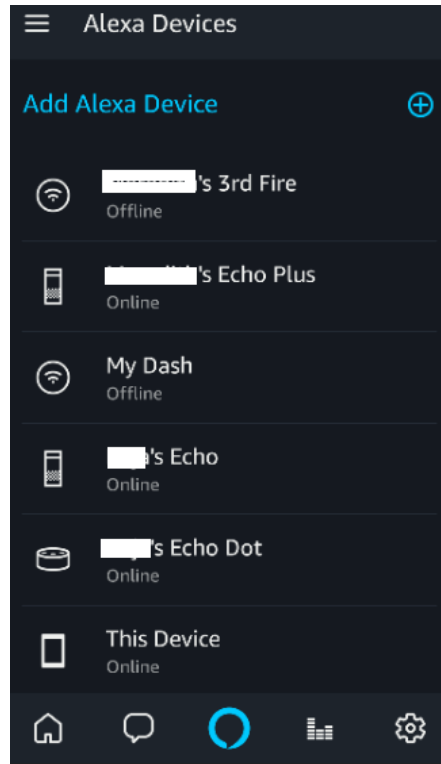 Alexa Devices
Add Alexa Device
's 3rd Fire
Offline
's Echo Plus
Online
My Dash
Offline
's Echo
Online
's Echo Dot
Online
This Device
Online